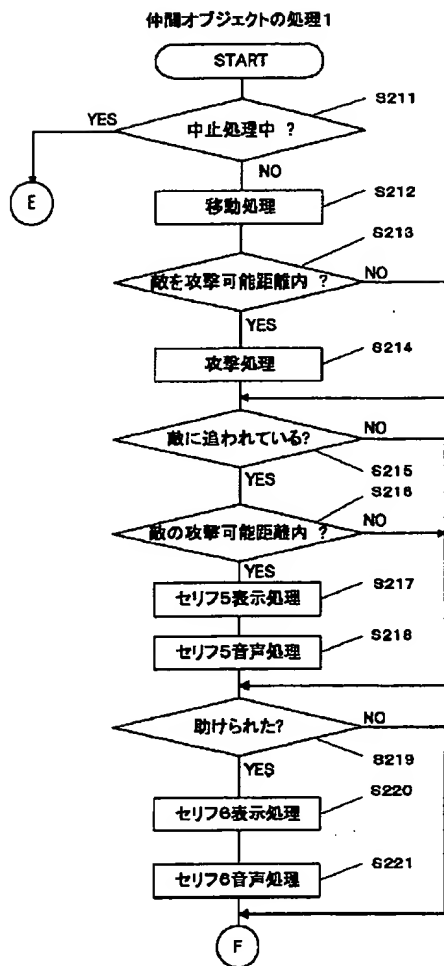 仲間オブジェクトの処理1
START
S211
YES
中止処理中 ?
NO
E
S212
移動処理
S213
敵を攻撃可能距離内 ?
NO
YES
S214
攻撃処理
敵に追われている?
NO
S215
YES
S216
敵の攻撃可能距離内 ?
NO
YES
S217
セリフ5表示処理
S218
セリフ5音声処理
助けられた?
NO
S219
YES
S220
セリフ6表示処理
S221
セリフ6音声処理
F